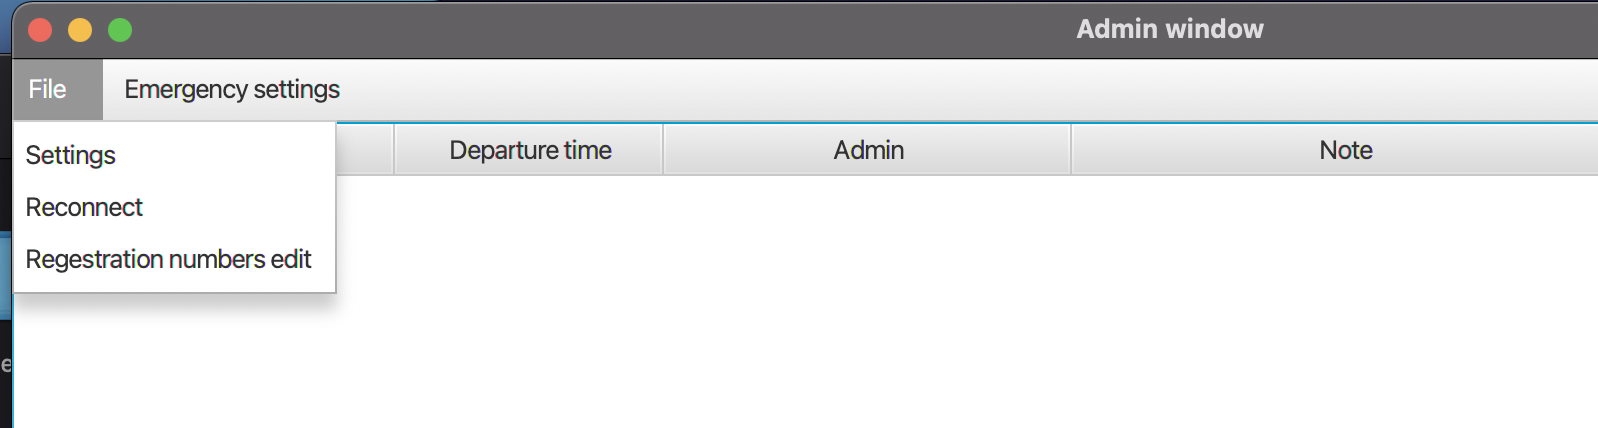 Admin window
File Emergency settings
Departure time Admin Note
Settings
Reconnect
Regestration numbers edit
e